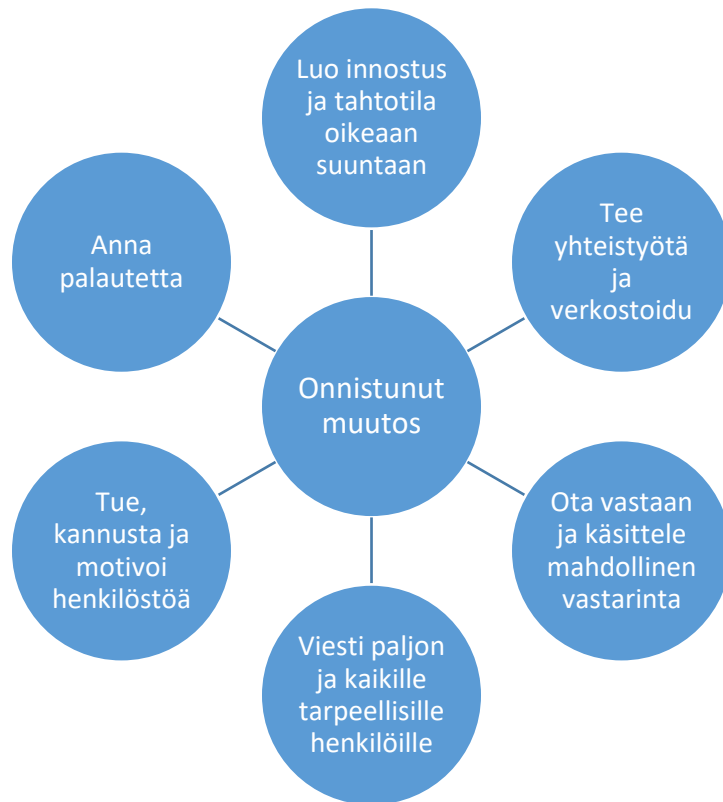 Luo innostus
ja tahtotila
oikeaan
suuntaan
Tee
yhteistyötä
ja
verkostoidu
Ota vastaan
ja käsittele
mahdollinen
vastarinta
Viesti paljon
ja kaikille
tarpeellisille
henkilöille
Tue,
kannusta ja
motivoi
henkilöstöä
Anna
palautetta
Onnistunut
muutos